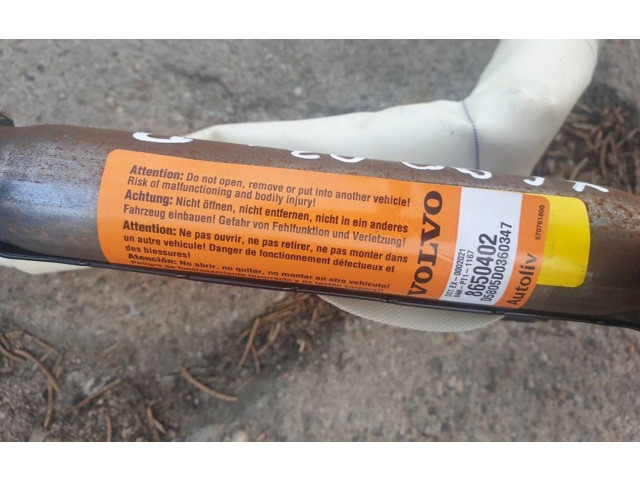 Attention: Do not open, remove or put into another vehicle!
Risk of malfunctioning and bodily injury!
Achtung: Nicht öffnen, nicht entfernen, nicht in ein anderes
Fahrzeug einbauen! Gefahr von Fehlfunktion und Verletzung!
Attention: Ne pas ouvrir, ne pas retirer, ne pas monter dans
un autre vehicule! Danger de fonctionnement défectueux et
des blessures!
Atención: No abrir, no quitar, no montar en otro vehículo!
VOLVO
8650402
05805D036D0347
Autoliv
570761800